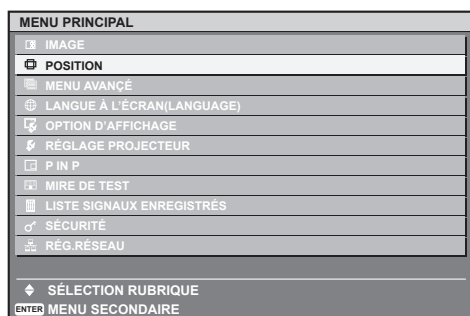 MENU PRINCIPAL
IMAGE
POSITION
MENU AVANÇÉ
LANGUE À L'ÉCRAN(LANGUAGE)
OPTION D'AFFICHAGE
RÉGLAGE PROJECTEUR
P IN P
MIRE DE TEST
LISTE SIGNAUX ENREGISTRÉS
SÉCURITÉ
RÉG.RÉSEAU
SÉLECTION RUBRIQUE
ENTER MENU SECONDAIRE